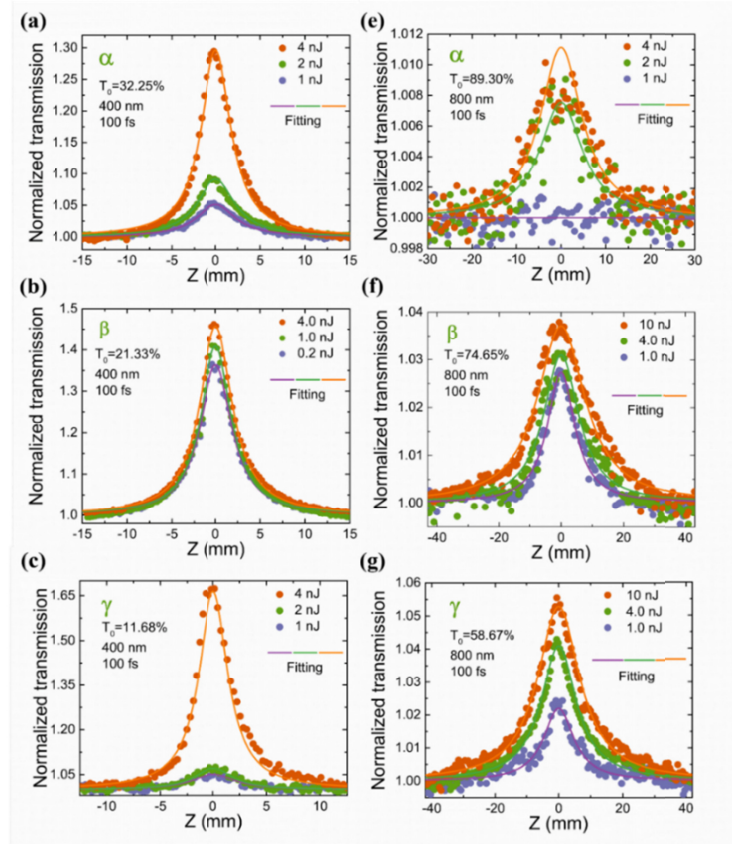 (a)
α
T0=32.25%
400 nm
100 fs
4 nJ
2 nJ
1 nJ
Fitting
1.30
1.25
1.20
1.15
1.10
1.05
1.00
Normalized transmission
-15 -10 -5 0 5 10 15
Z (mm)
(e)
α
T0=89.30%
800 nm
100 fs
4 nJ
2 nJ
1 nJ
Fitting
1.012
1.010
1.008
1.006
1.004
1.002
1.000
0.998
Normalized transmission
-30 -20 -10 0 10 20 30
Z (mm)
(b)
β
T0=21.33%
400 nm
100 fs
4.0 nJ
1.0 nJ
0.2 nJ
Fitting
1.5
1.4
1.3
1.2
1.1
1.0
Normalized transmission
-15 -10 -5 0 5 10 15
Z (mm)
(f)
β
T0=74.65%
800 nm
100 fs
10 nJ
4.0 nJ
1.0 nJ
Fitting
1.04
1.03
1.02
1.01
1.00
Normalized transmission
-40 -20 0 20 40
Z (mm)
(c)
γ
T0=11.68%
400 nm
100 fs
4 nJ
2 nJ
1 nJ
Fitting
1.65
1.55
1.45
1.35
1.25
1.15
1.05
Normalized transmission
-10 -5 0 5 10
Z (mm)
(g)
γ
T0=58.67%
800 nm
100 fs
10 nJ
4.0 nJ
1.0 nJ
Fitting
1.06
1.05
1.04
1.03
1.02
1.01
1.00
Normalized transmission
-40 -20 0 20 40
Z (mm)